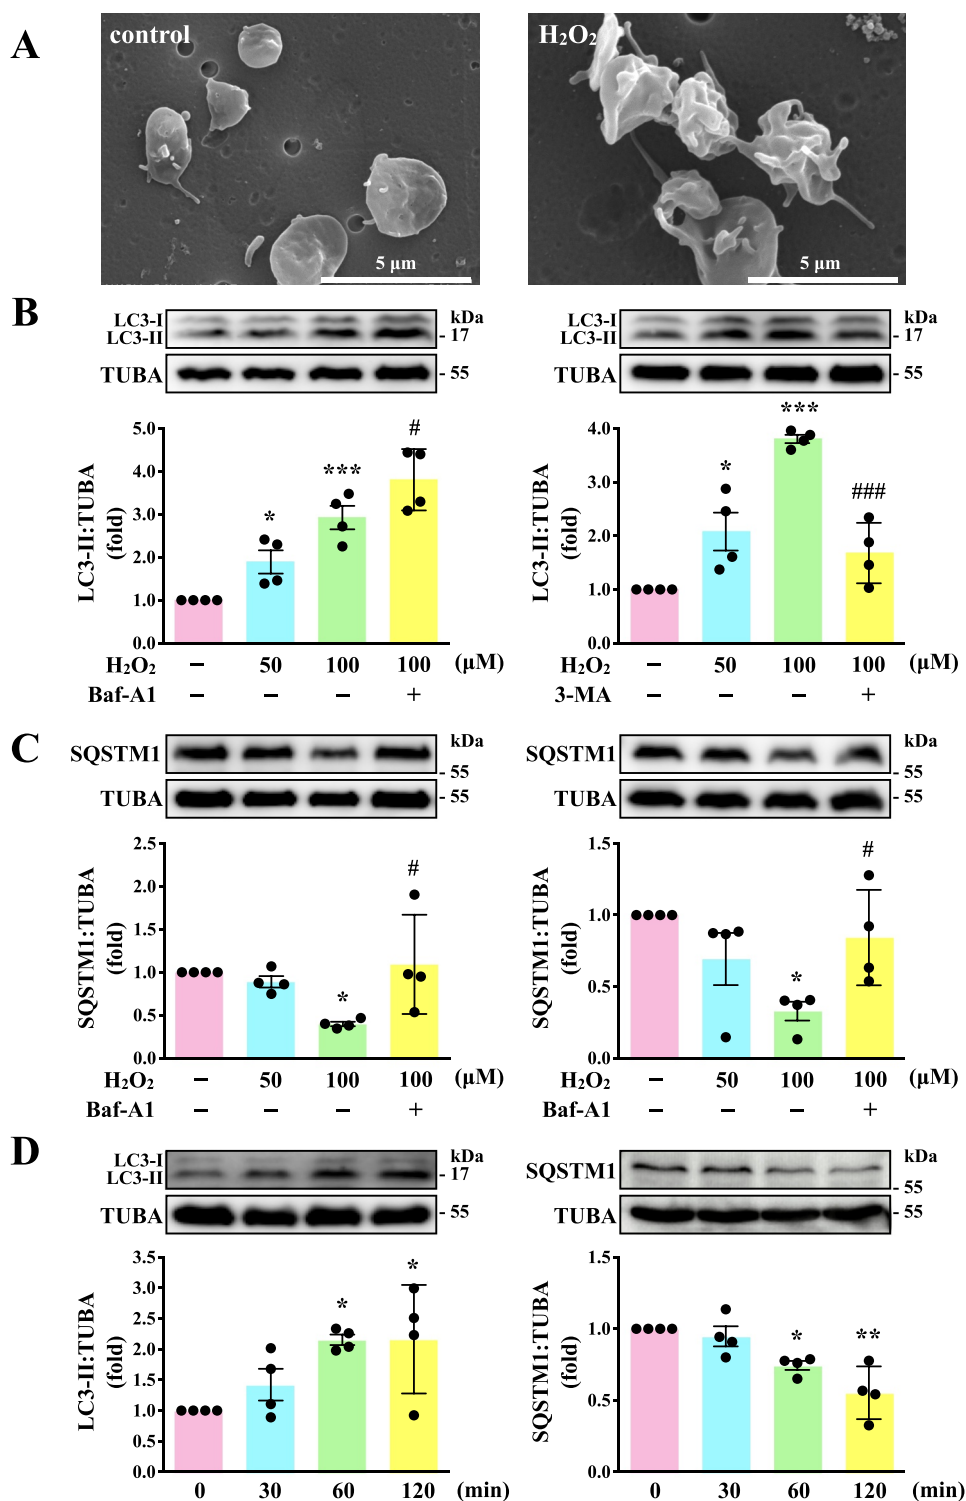 A
control
H₂O₂
5 μm
5 μm
B
LC3-I
LC3-II
kDa
- 17
TUBA
- 55
LC3-I
LC3-II
kDa
- 17
TUBA
- 55
LC3-II:TUBA
(fold)
5.0
4.0
3.0
2.0
1.0
0.0
*
***
#
H₂O₂ – 50 100 100 (μM)
Baf-A1 – – – +
LC3-II:TUBA
(fold)
4.0
3.0
2.0
1.0
0.0
*
***
###
H₂O₂ – 50 100 100 (μM)
3-MA – – – +
C
SQSTM1
kDa
- 55
TUBA
- 55
SQSTM1
kDa
- 55
TUBA
- 55
SQSTM1:TUBA
(fold)
2.5
2.0
1.5
1.0
0.5
0.0
*
#
H₂O₂ – 50 100 100 (μM)
Baf-A1 – – – +
SQSTM1:TUBA
(fold)
1.5
1.0
0.5
0.0
*
#
H₂O₂ – 50 100 100 (μM)
Baf-A1 – – – +
D
LC3-I
LC3-II
kDa
- 17
TUBA
- 55
SQSTM1
kDa
- 55
TUBA
- 55
LC3-II:TUBA
(fold)
3.5
3.0
2.5
2.0
1.5
1.0
0.5
0.0
*
*
0 30 60 120 (min)
SQSTM1:TUBA
(fold)
1.5
1.0
0.5
0.0
*
**
0 30 60 120 (min)